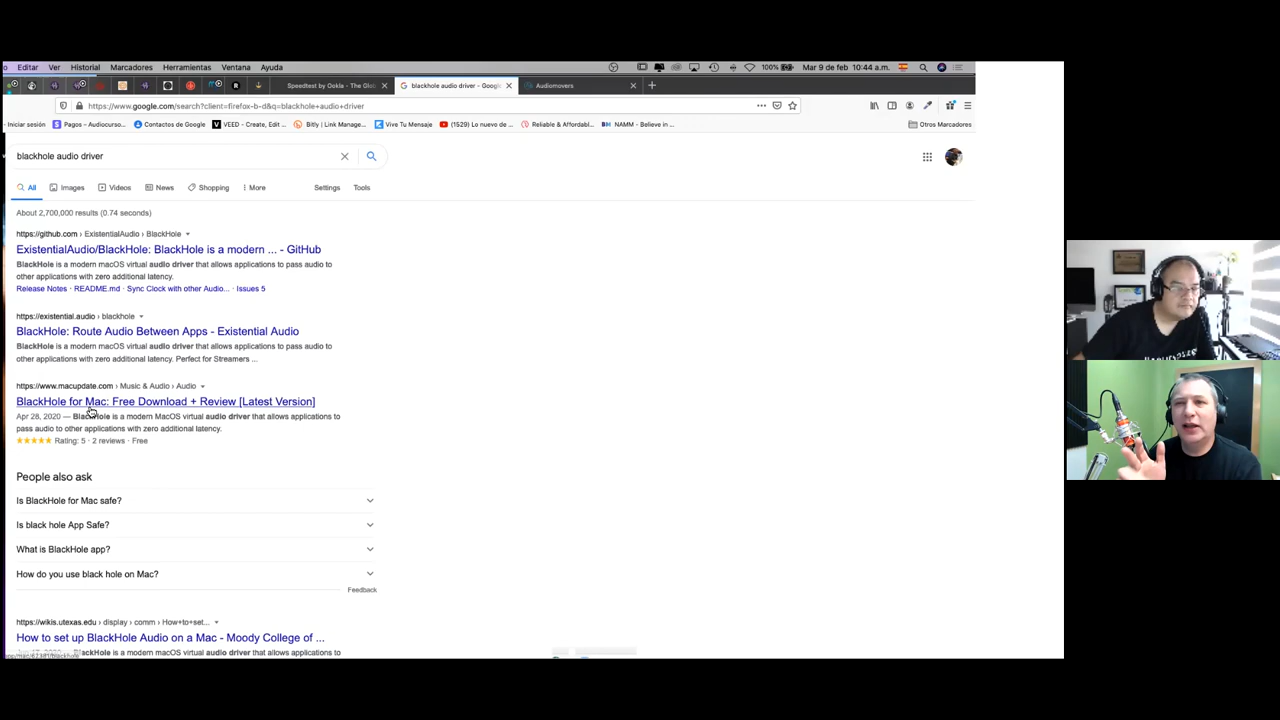 Editar Ver Historial Marcadores Herramientas Ventana Ayuda 100% Mar 9 de feb 10:44 a.m.
Speedtest by Ookla - The Glob blackhole audio driver - Google Audiomovers
https://www.google.com/search?client=firefox-b-d&q=blackhole+audio+driver
Iniciar sesión Pagos – Audiocurso... Contactos de Google VEED - Create, Edit ... Bitly | Link Manage... Vive Tu Mensaje (1529) Lo nuevo de ... Reliable & Affordabl... NAMM - Believe in ... Otros Marcadores
blackhole audio driver
All Images Videos News Shopping More Settings Tools
About 2,700,000 results (0.74 seconds)
https://github.com › ExistentialAudio › BlackHole
ExistentialAudio/BlackHole: BlackHole is a modern ... - GitHub
BlackHole is a modern macOS virtual audio driver that allows applications to pass audio to
other applications with zero additional latency.
Release Notes · README.md · Sync Clock with other Audio... · Issues 5
https://existential.audio › blackhole
BlackHole: Route Audio Between Apps - Existential Audio
BlackHole is a modern macOS virtual audio driver that allows applications to pass audio to
other applications with zero additional latency. Perfect for Streamers ...
https://www.macupdate.com › Music & Audio › Audio
BlackHole for Mac: Free Download + Review [Latest Version]
Apr 28, 2020 — BlackHole is a modern MacOS virtual audio driver that allows applications to
pass audio to other applications with zero additional latency.
Rating: 5 · 2 reviews · Free
People also ask
Is BlackHole for Mac safe?
Is black hole App Safe?
What is BlackHole app?
How do you use black hole on Mac?
Feedback
https://wikis.utexas.edu › display › comm › How+to+set...
How to set up BlackHole Audio on a Mac - Moody College of ...
BlackHole is a modern macOS virtual audio driver that allows applications to